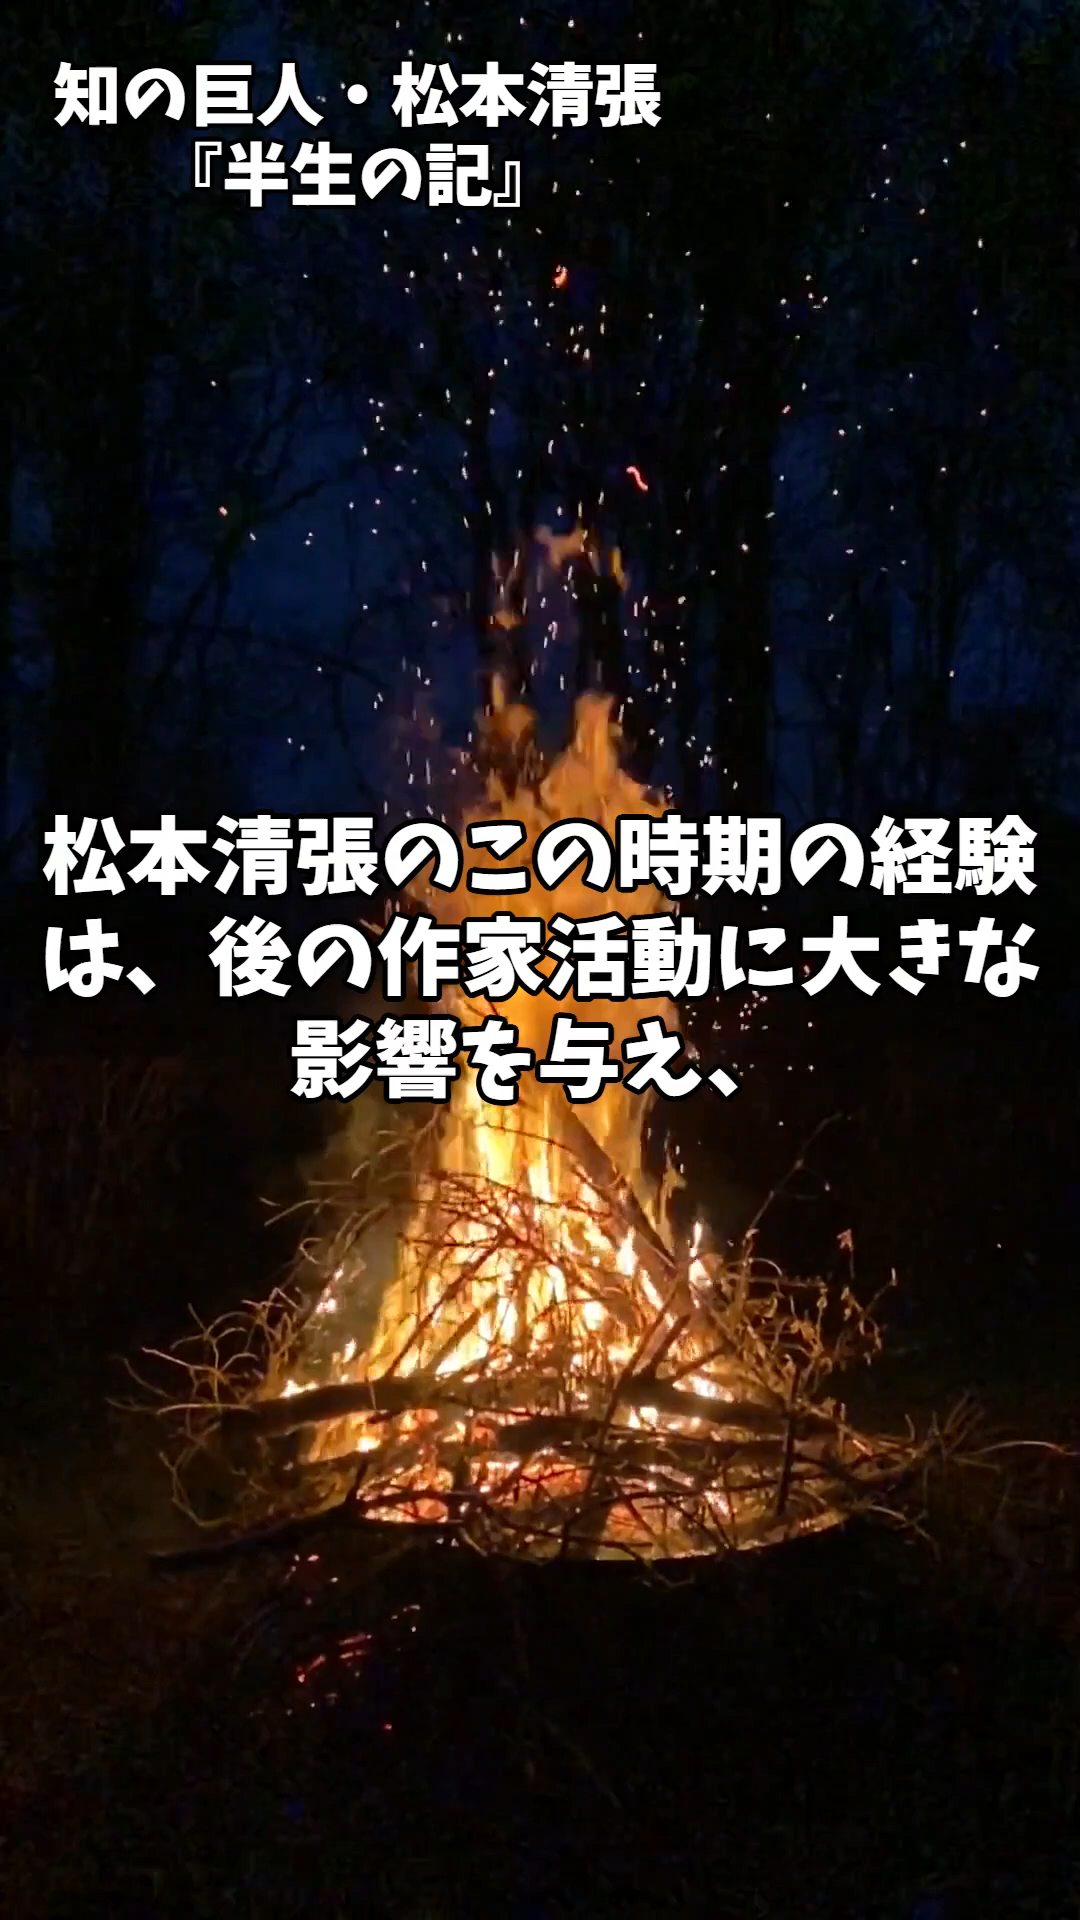 知の巨人・松本清張
『半生の記』
松本清張のこの時期の経験
は、後の作家活動に大きな
影響を与え、